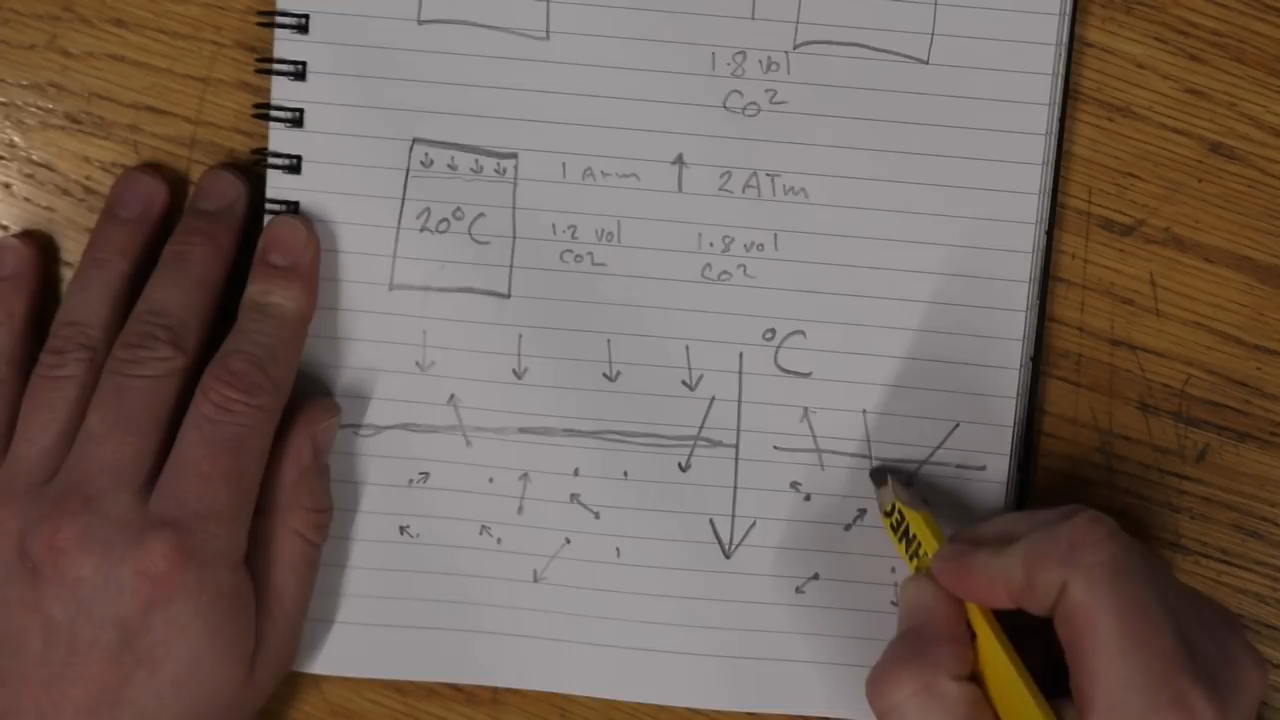 1.8 vol
CO²
1 Atm ↑ 2 ATm
20°C
1.2 vol 1.8 vol
CO2 CO2
°C